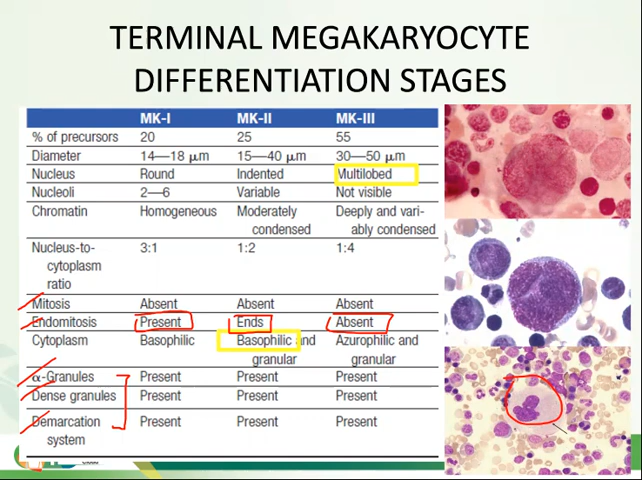 TERMINAL MEGAKARYOCYTE
DIFFERENTIATION STAGES
MK-I MK-II MK-III
% of precursors 20 25 55
Diameter 14—18 μm 15—40 μm 30—50 μm
Nucleus Round Indented Multilobed
Nucleoli 2—6 Variable Not visible
Chromatin Homogeneous Moderately Deeply and vari-
condensed ably condensed
Nucleus-to- 3:1 1:2 1:4
cytoplasm
ratio
Mitosis Absent Absent Absent
Endomitosis Present Ends Absent
Cytoplasm Basophilic Basophilic and Azurophilic and
granular granular
α-Granules Present Present Present
Dense granules Present Present Present
Demarcation Present Present Present
system